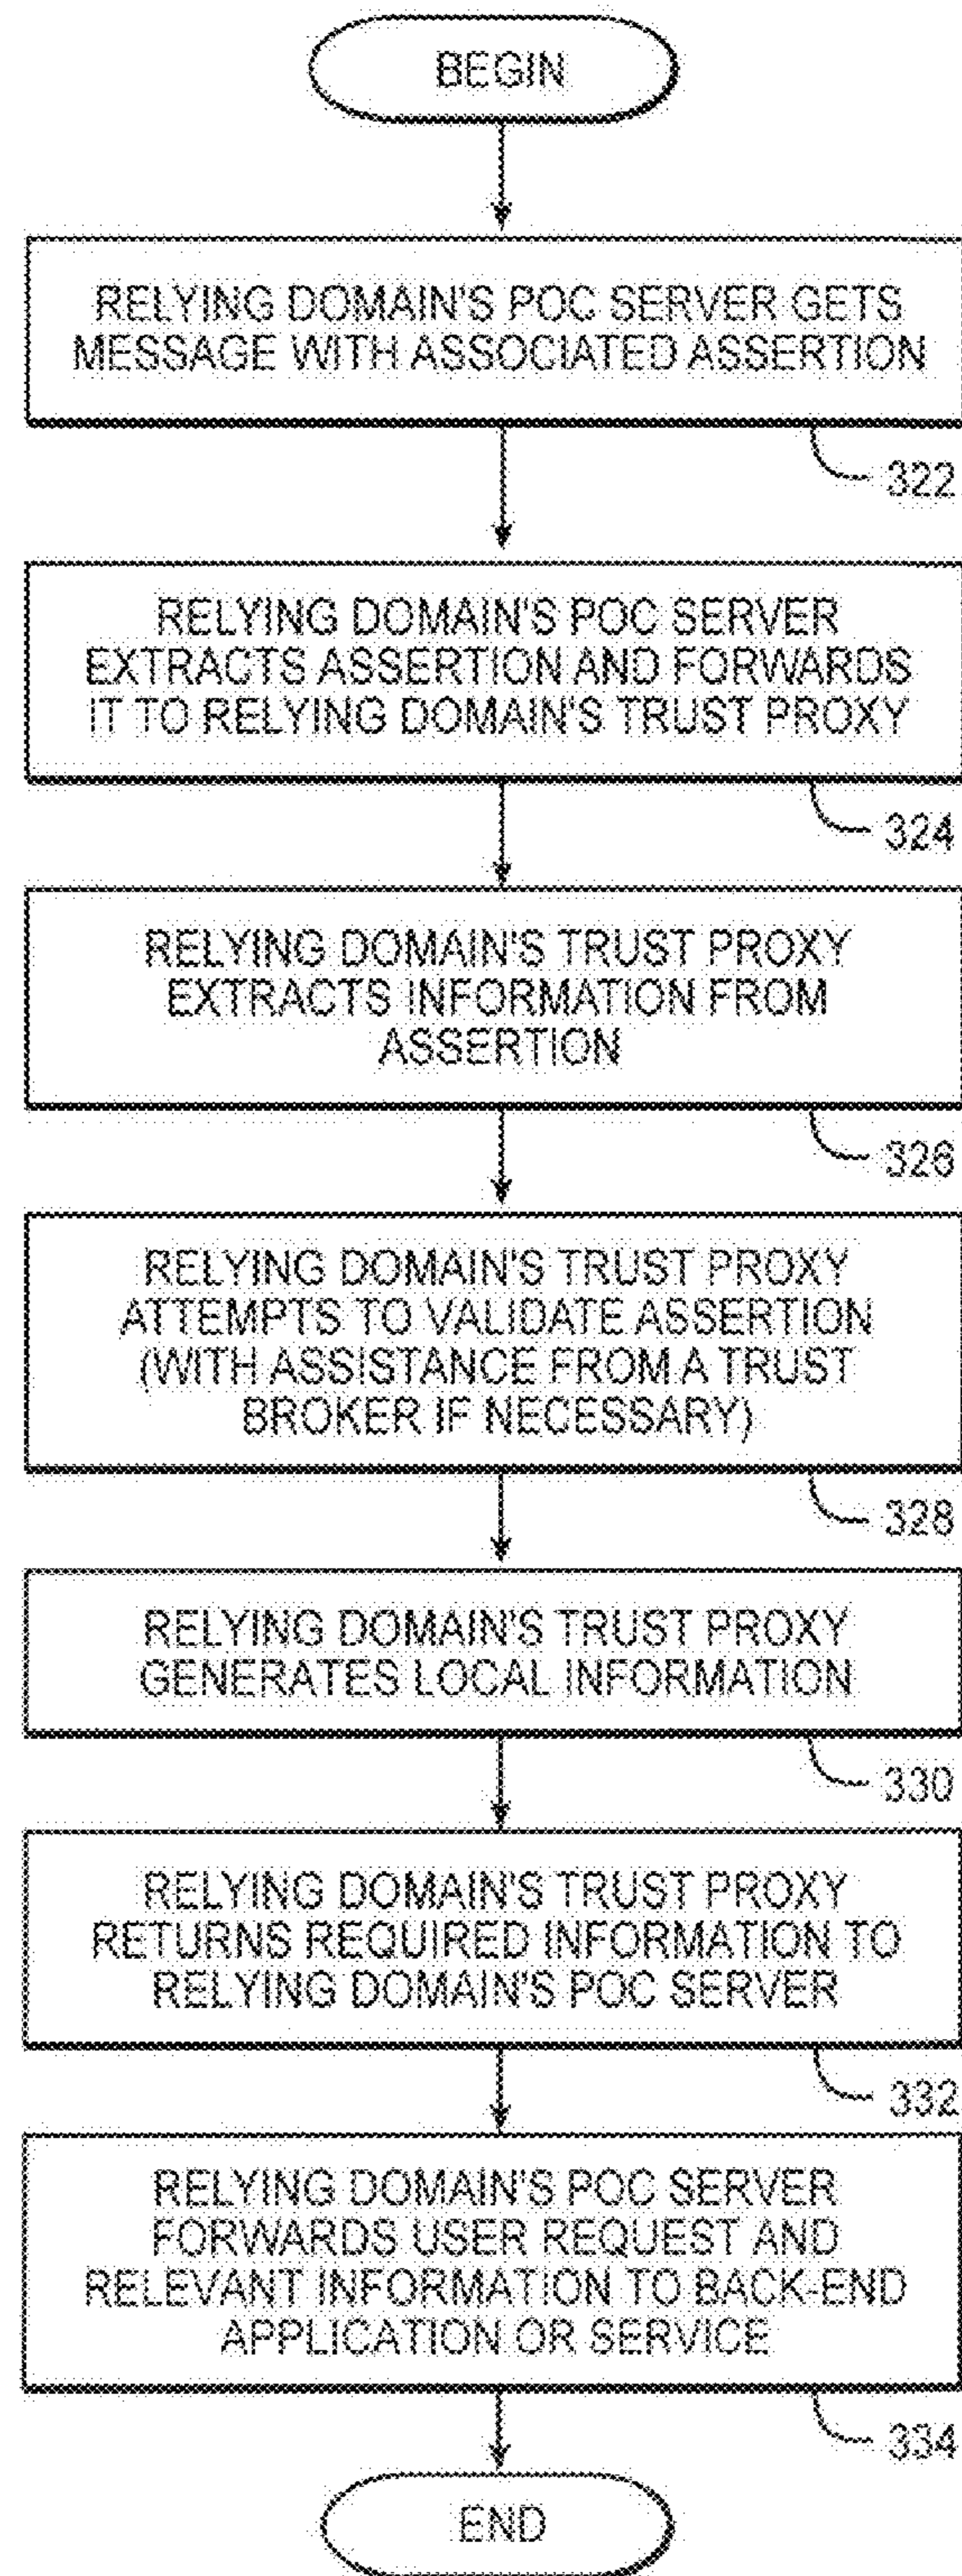 BEGIN
RELYING DOMAIN'S POC SERVER GETS
MESSAGE WITH ASSOCIATED ASSERTION
322
RELYING DOMAIN'S POC SERVER
EXTRACTS ASSERTION AND FORWARDS
IT TO RELYING DOMAIN'S TRUST PROXY
324
RELYING DOMAIN'S TRUST PROXY
EXTRACTS INFORMATION FROM
ASSERTION
326
RELYING DOMAIN'S TRUST PROXY
ATTEMPTS TO VALIDATE ASSERTION
(WITH ASSISTANCE FROM A TRUST
BROKER IF NECESSARY)
328
RELYING DOMAIN'S TRUST PROXY
GENERATES LOCAL INFORMATION
330
RELYING DOMAIN'S TRUST PROXY
RETURNS REQUIRED INFORMATION TO
RELYING DOMAIN'S POC SERVER
332
RELYING DOMAIN'S POC SERVER
FORWARDS USER REQUEST AND
RELEVANT INFORMATION TO BACK-END
APPLICATION OR SERVICE
334
END